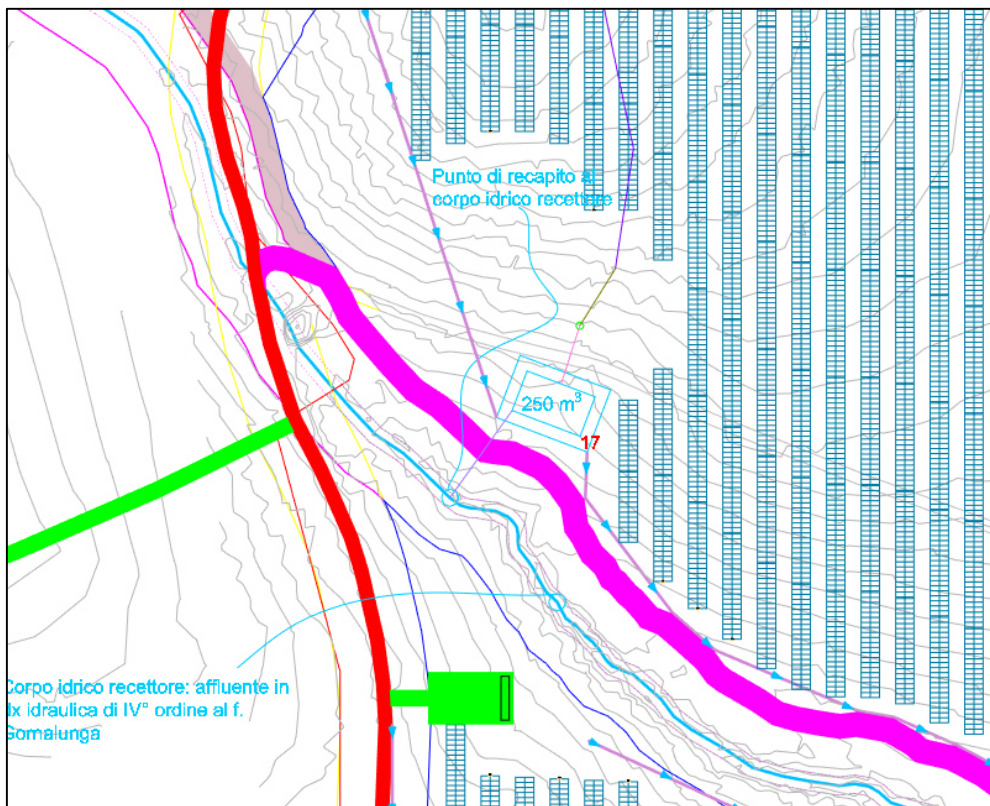 Punto di recapito al
corpo idrico recettore
250 m³
17
Corpo idrico recettore: affluente in
dx idraulica di IV° ordine al f.
Gornalunga